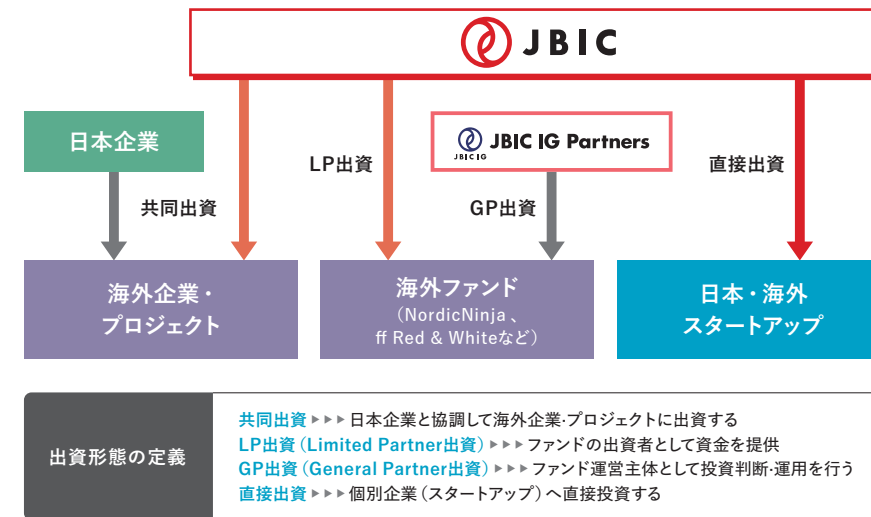 JBIC
日本企業
JBIC IG
JBIC IG Partners
LP出資
直接出資
共同出資
GP出資
海外企業・
プロジェクト
海外ファンド
（NordicNinja 、
ff Red & Whiteなど）
日本・海外
スタートアップ
出資形態の定義
共同出資 ▶▶▶ 日本企業と協調して海外企業・プロジェクトに出資する
LP出資（Limited Partner出資）▶▶▶ ファンドの出資者として資金を提供
GP出資（General Partner出資）▶▶▶ ファンド運営主体として投資判断・運用を行う
直接出資 ▶▶▶ 個別企業（スタートアップ）へ直接投資する